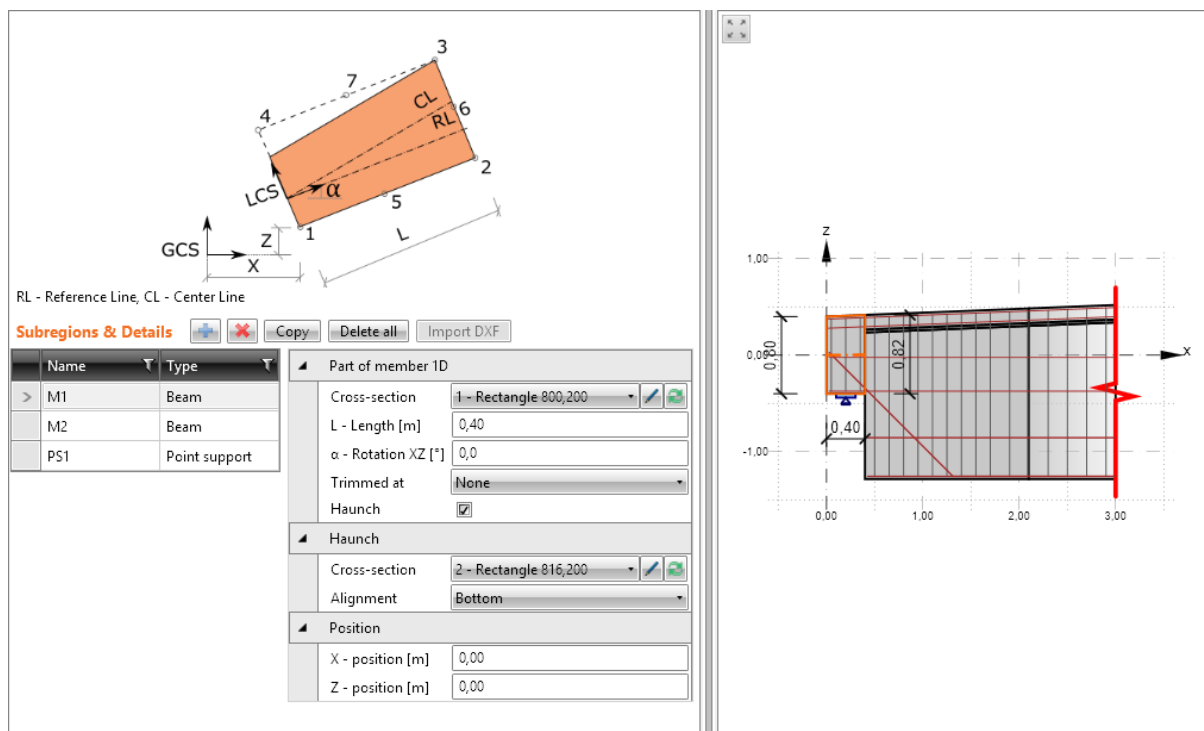 3
7
4
CL
6
RL
LCS
α
2
5
GCS
Z
1
L
X
RL - Reference Line, CL - Center Line
Subregions & Details Copy Delete all Import DXF
Name Type
M1 Beam
M2 Beam
PS1 Point support
Part of member 1D
Cross-section 1 - Rectangle 800,200
L - Length [m] 0,40
α - Rotation XZ [°] 0,0
Trimmed at None
Haunch
Haunch
Cross-section 2 - Rectangle 816,200
Alignment Bottom
Position
X - position [m] 0,00
Z - position [m] 0,00
z
1,00
0,80
0,82
x
0,40
-1,00
0,00 1,00 2,00 3,00